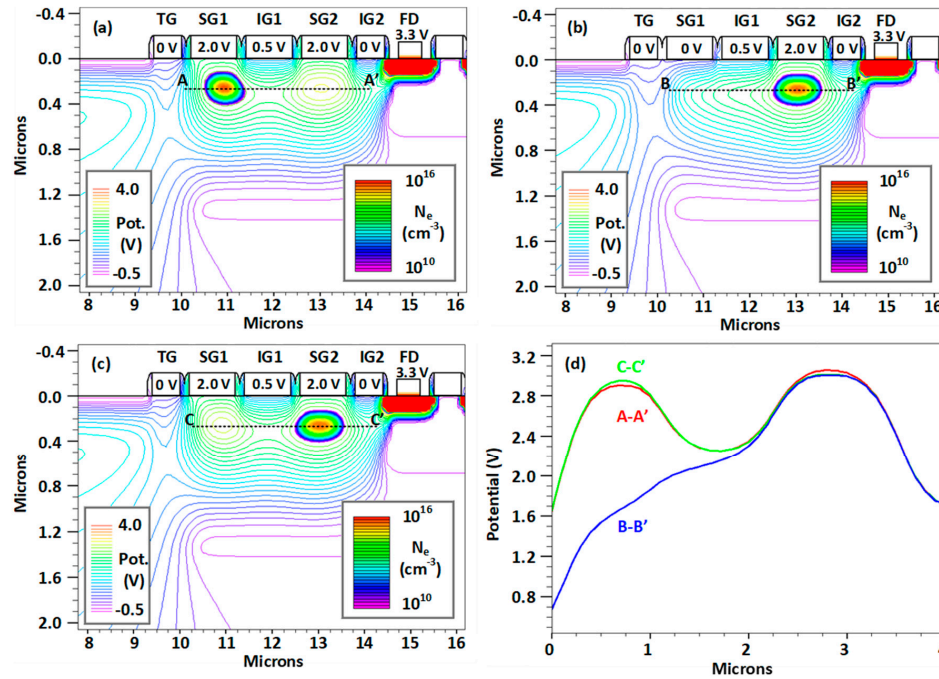 (a)
TG SG1 IG1 SG2 IG2 FD
3.3 V
0 V 2.0 V 0.5 V 2.0 V 0 V
A A’
-0.4
0.0
0.4
0.8
1.2
1.6
2.0
Microns
4.0
Pot.
(V)
-0.5
10^16
N_e
(cm^-3)
10^10
7.8 9 10 11 12 13 14 15 16.2
Microns
(b)
TG SG1 IG1 SG2 IG2 FD
3.3 V
0 V 0 V 0.5 V 2.0 V 0 V
B B’
-0.4
0.0
0.4
0.8
1.2
1.6
2.0
Microns
4.0
Pot.
(V)
-0.5
10^16
N_e
(cm^-3)
10^10
7.8 9 10 11 12 13 14 15 16.2
Microns
(c)
TG SG1 IG1 SG2 IG2 FD
3.3 V
0 V 2.0 V 0.5 V 2.0 V 0 V
C C’
-0.4
0.0
0.4
0.8
1.2
1.6
2.0
Microns
4.0
Pot.
(V)
-0.5
10^16
N_e
(cm^-3)
10^10
7.8 9 10 11 12 13 14 15 16.2
Microns
(d)
C-C’
A-A’
B-B’
3.2
2.8
2.4
2.0
1.6
1.2
0.8
Potential (V)
0 1 2 3 4
Microns